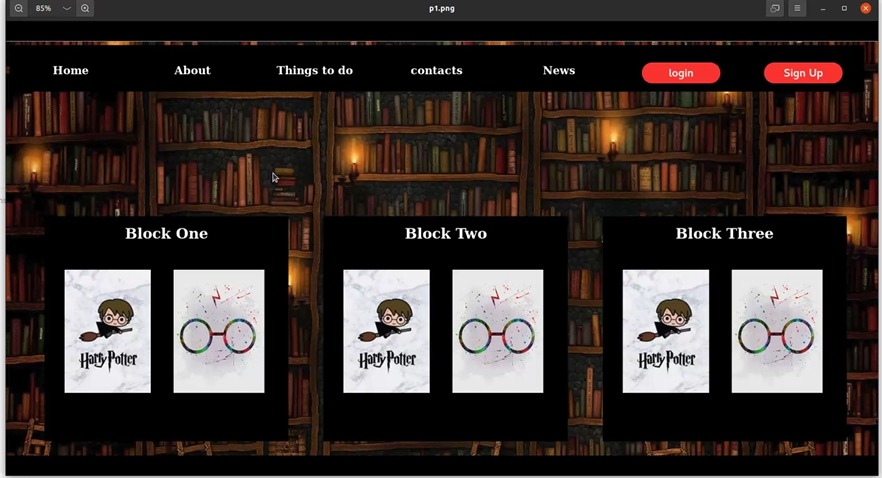 85%
p1.png
Home About Things to do contacts News login Sign Up
Block One Block Two Block Three
Harry Potter Harry Potter Harry Potter